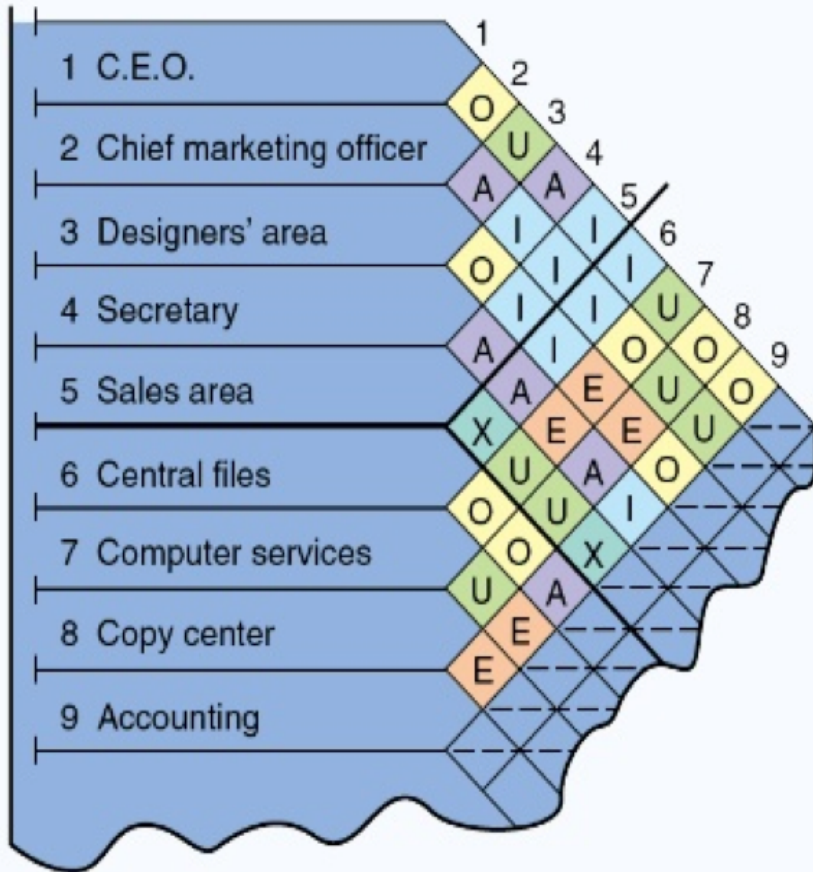 1
1 C.E.O. 2
O 3
2 Chief marketing officer U 4
A A 5
3 Designers' area I I 6
O I I 7
4 Secretary I I U 8
A I O O 9
5 Sales area A E U O
X E E U
6 Central files U A O
O U I
7 Computer services O X
U A
8 Copy center E
E
9 Accounting